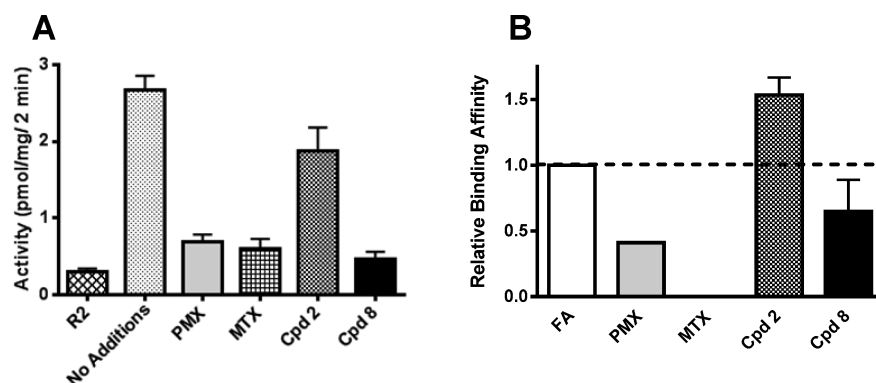 A
Activity (pmol/mg/ 2 min)
3
2
1
0
R2
No Additions
PMX
MTX
Cpd 2
Cpd 8
B
Relative Binding Affinity
1.5
1.0
0.5
0.0
FA
PMX
MTX
Cpd 2
Cpd 8